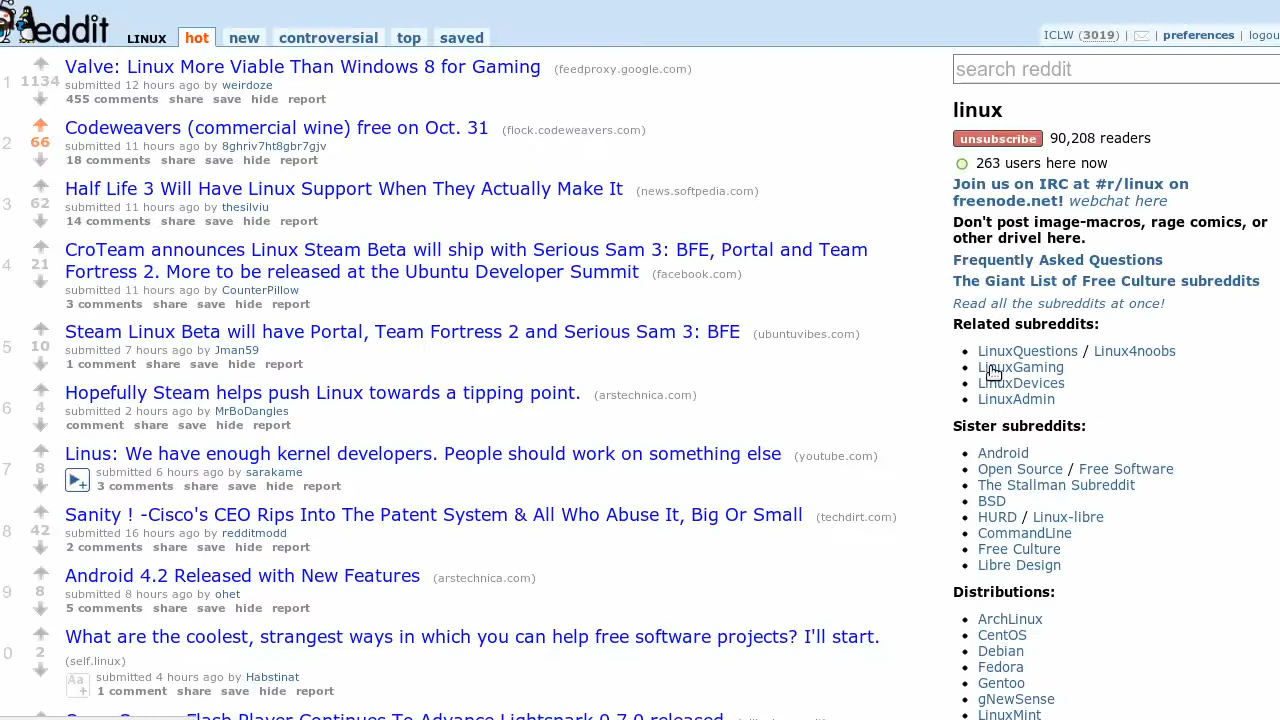 eddit LINUX hot new controversial top saved
ICLW (3019) | | preferences | logou
1 1134 Valve: Linux More Viable Than Windows 8 for Gaming (feedproxy.google.com)
submitted 12 hours ago by weirdoze
455 comments share save hide report
2 66 Codeweavers (commercial wine) free on Oct. 31 (flock.codeweavers.com)
submitted 11 hours ago by 8ghriv7ht8gbr7gjv
18 comments share save hide report
3 62 Half Life 3 Will Have Linux Support When They Actually Make It (news.softpedia.com)
submitted 11 hours ago by thesilviu
14 comments share save hide report
4 21 CroTeam announces Linux Steam Beta will ship with Serious Sam 3: BFE, Portal and Team
Fortress 2. More to be released at the Ubuntu Developer Summit (facebook.com)
submitted 11 hours ago by CounterPillow
3 comments share save hide report
5 10 Steam Linux Beta will have Portal, Team Fortress 2 and Serious Sam 3: BFE (ubuntuvibes.com)
submitted 7 hours ago by Jman59
1 comment share save hide report
6 4 Hopefully Steam helps push Linux towards a tipping point. (arstechnica.com)
submitted 2 hours ago by MrBoDangles
comment share save hide report
7 8 Linus: We have enough kernel developers. People should work on something else (youtube.com)
submitted 6 hours ago by sarakame
3 comments share save hide report
8 42 Sanity ! -Cisco's CEO Rips Into The Patent System & All Who Abuse It, Big Or Small (techdirt.com)
submitted 16 hours ago by redditmodd
2 comments share save hide report
9 8 Android 4.2 Released with New Features (arstechnica.com)
submitted 8 hours ago by ohet
5 comments share save hide report
0 2 What are the coolest, strangest ways in which you can help free software projects? I'll start.
(self.linux)
Aa submitted 4 hours ago by Habstinat
1 comment share save hide report
Flash Player Continues To Advance Lightspark 0.7.0 released
search reddit
linux
unsubscribe 90,208 readers
263 users here now
Join us on IRC at #r/linux on
freenode.net! webchat here
Don't post image-macros, rage comics, or
other drivel here.
Frequently Asked Questions
The Giant List of Free Culture subreddits
Read all the subreddits at once!
Related subreddits:
LinuxQuestions / Linux4noobs
LinuxGaming
LinuxDevices
LinuxAdmin
Sister subreddits:
Android
Open Source / Free Software
The Stallman Subreddit
BSD
HURD / Linux-libre
CommandLine
Free Culture
Libre Design
Distributions:
ArchLinux
CentOS
Debian
Fedora
Gentoo
gNewSense
LinuxMint